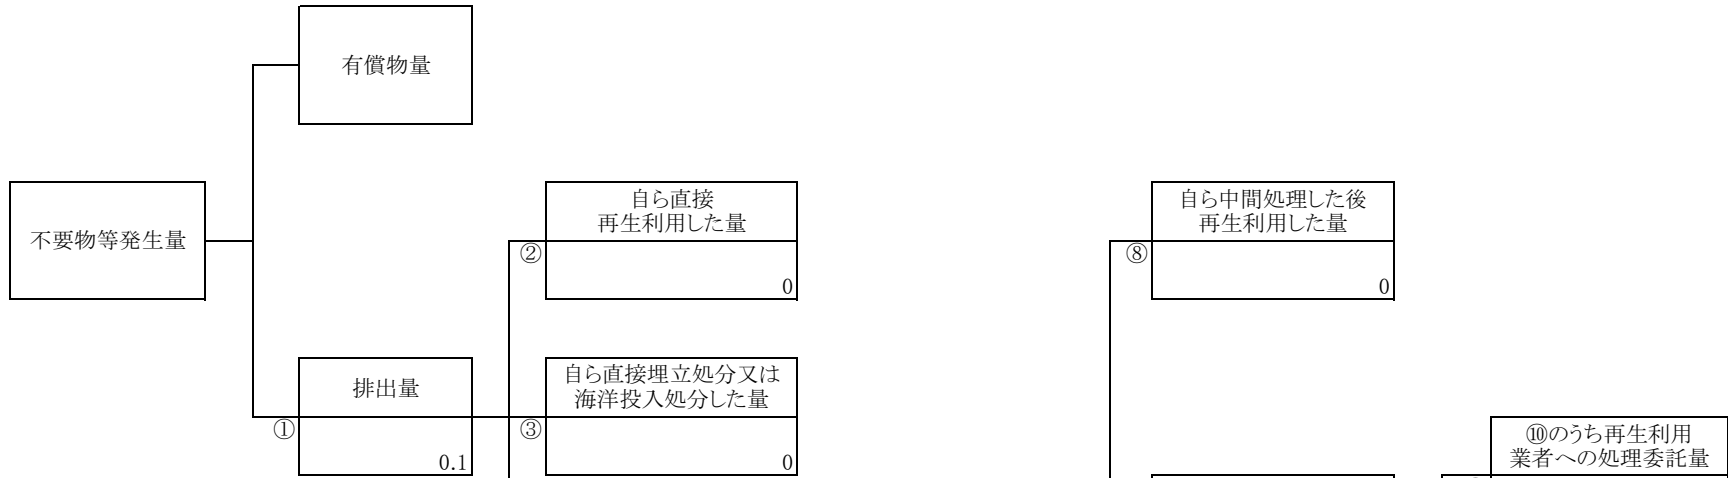 有償物量
不要物等発生量
自ら直接
再生利用した量
②
0
自ら中間処理した後
再生利用した量
⑧
0
排出量
①
0.1
自ら直接埋立処分又は
海洋投入処分した量
③
0
⑩のうち再生利用
業者への処理委託量